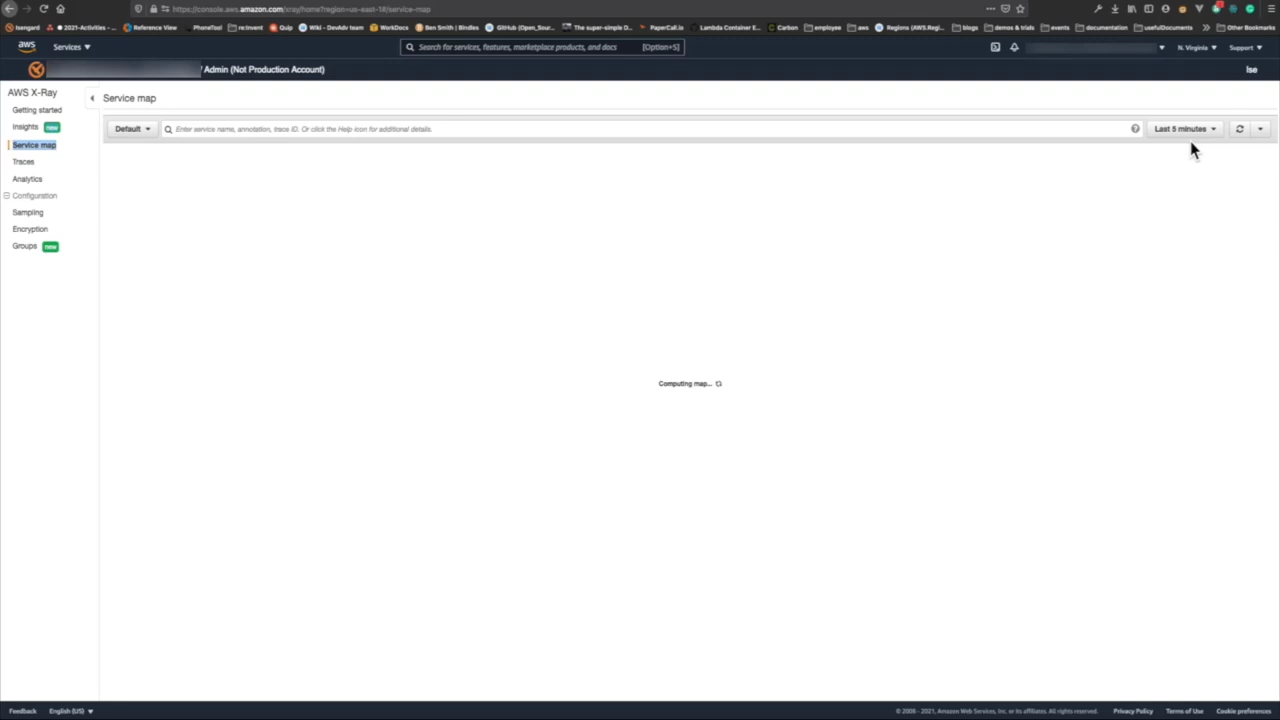 https://console.aws.amazon.com/xray/home?region=us-east-1#/service-map
Isengard 2021-Activities - ... Reference View PhoneTool re:Invent Quip Wiki - DevAdv team WorkDocs Ben Smith | Birdies GitHub (Open_Sour... The super-simple D... PaperCall.io Lambda Container E... Carbon employee aws Regions (AWS.Regi... blogs demos & trials events documentation usefulDocuments Other Bookmarks
aws Services Search for services, features, marketplace products, and docs [Option+S] N. Virginia Support
/ Admin (Not Production Account) Ise
AWS X-Ray
Getting started
Insights new
Service map
Traces
Analytics
Configuration
Sampling
Encryption
Groups new
Service map
Default Enter service name, annotation, trace ID. Or click the Help icon for additional details. Last 5 minutes
Computing map...
Feedback English (US) © 2008 - 2021, Amazon Web Services, Inc. or its affiliates. All rights reserved. Privacy Policy Terms of Use Cookie preferences